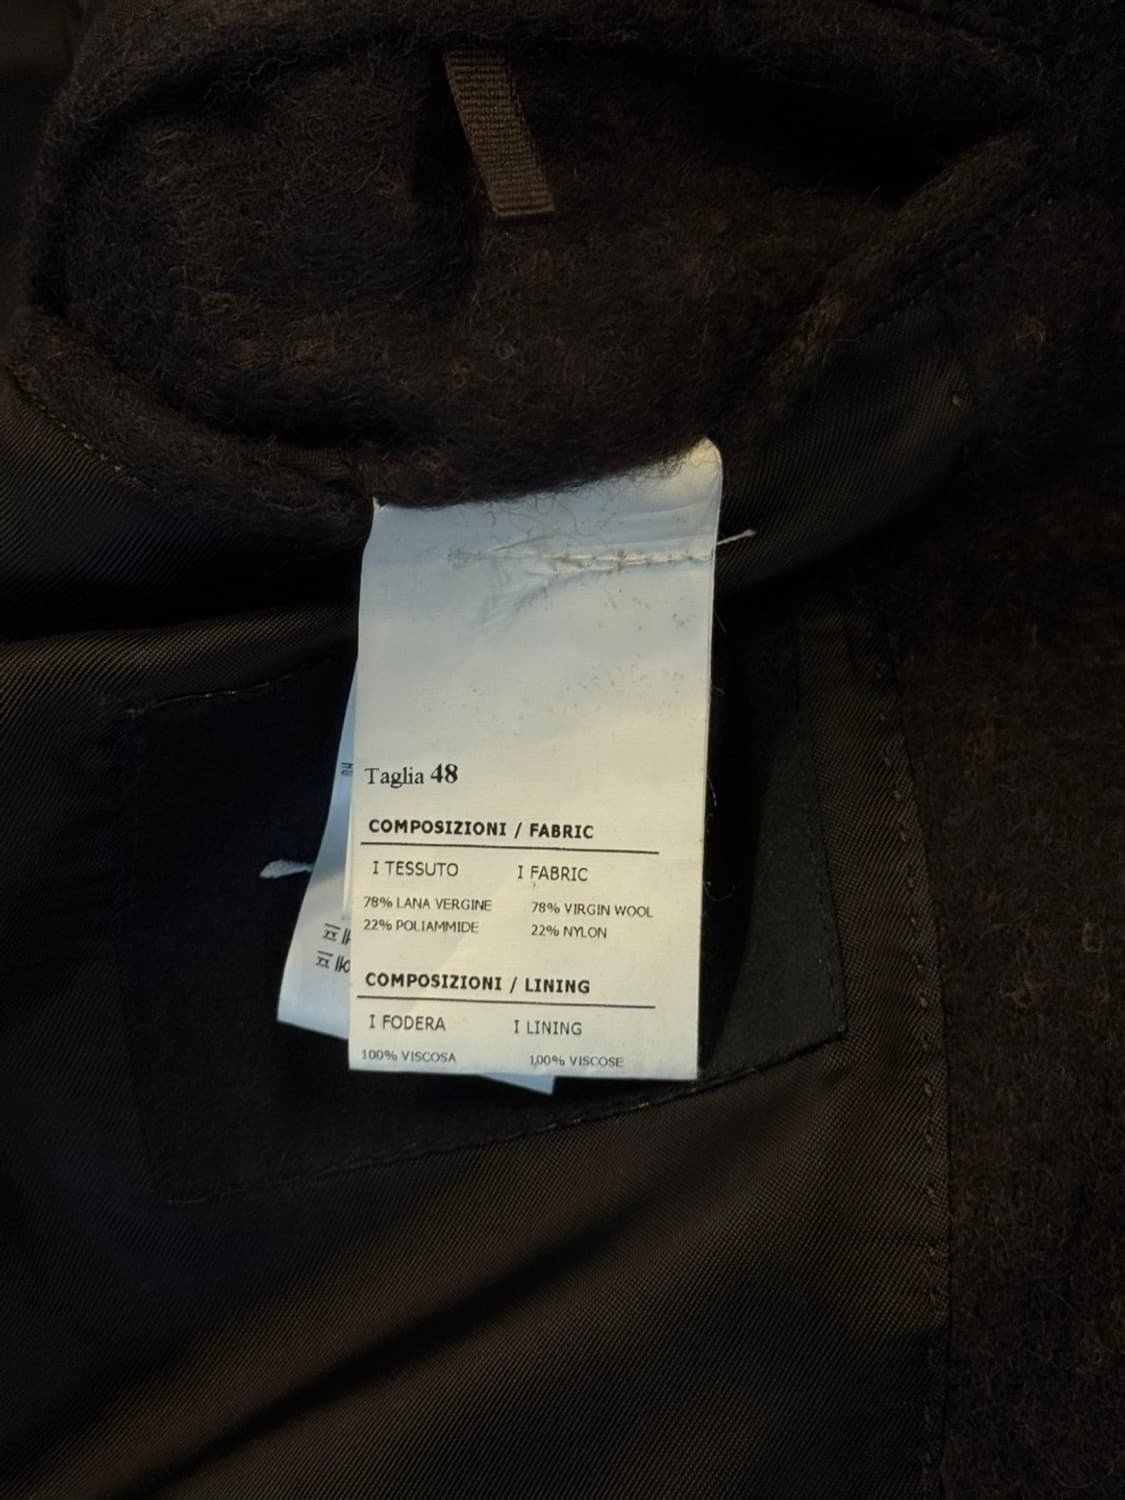 Taglia 48
COMPOSIZIONI / FABRIC
I TESSUTO I FABRIC
78% LANA VERGINE 78% VIRGIN WOOL
22% POLIAMMIDE 22% NYLON
COMPOSIZIONI / LINING
I FODERA I LINING
100% VISCOSA 100% VISCOSE